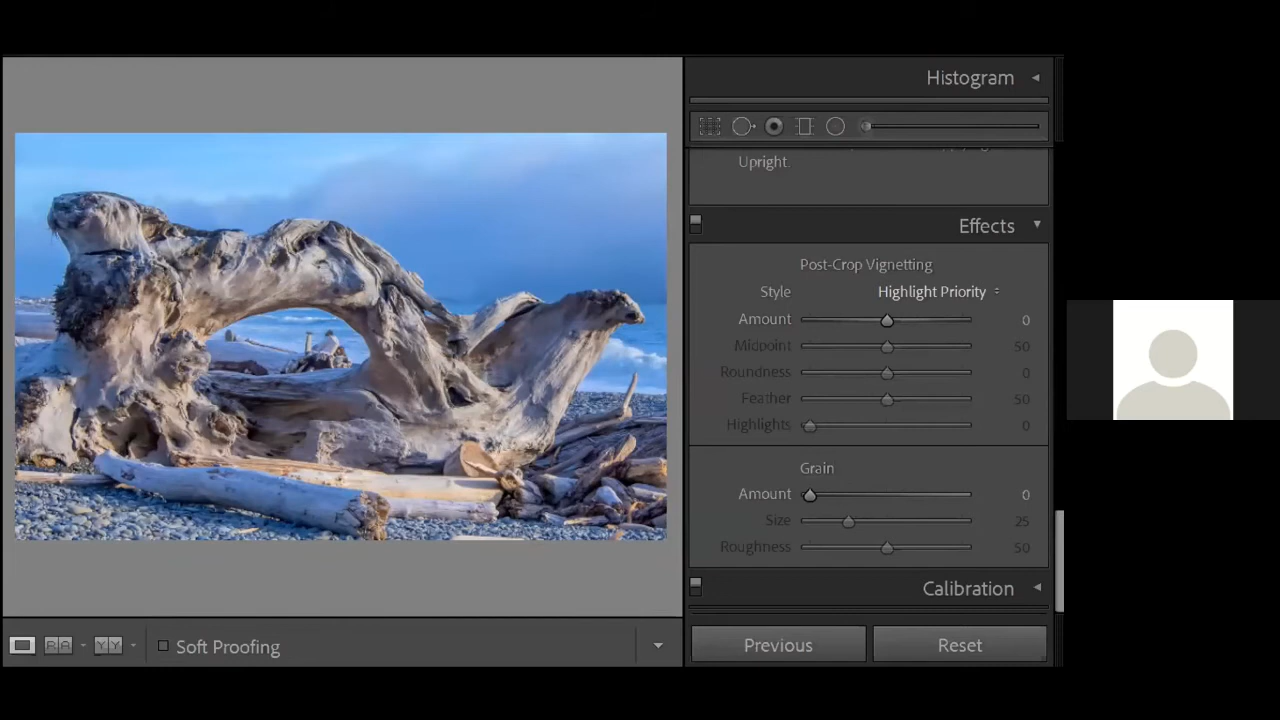 Histogram
Upright.
Effects
Post-Crop Vignetting
Style Highlight Priority
Amount 0
Midpoint 50
Roundness 0
Feather 50
Highlights 0
Grain
Amount 0
Size 25
Roughness 50
Calibration
Previous Reset
R A Y Y Soft Proofing